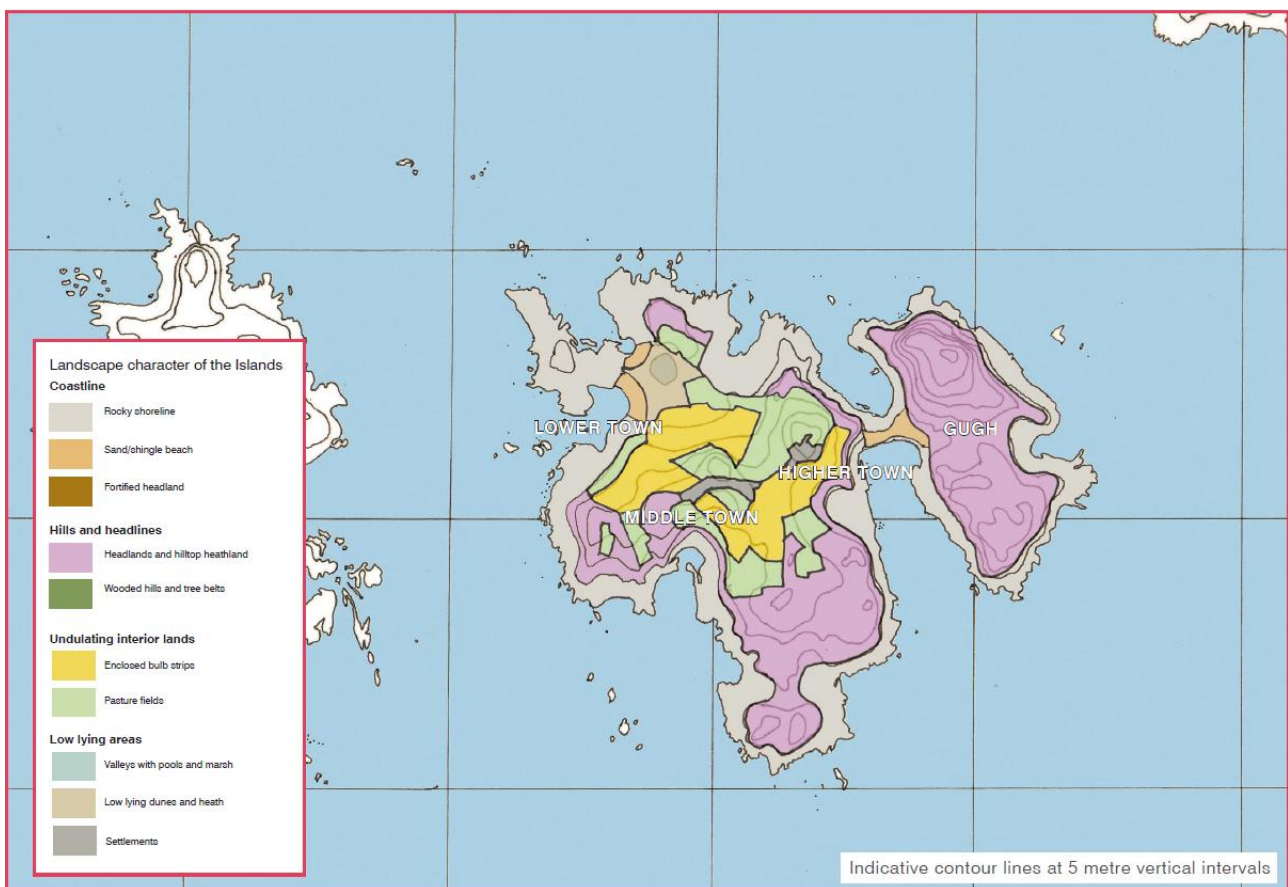 LOWER TOWN
GUGH
HIGHER TOWN
MIDDLE TOWN
Landscape character of the Islands
Coastline
Rocky shoreline
Sand/shingle beach
Fortified headland
Hills and headlines
Headlands and hilltop heathland
Wooded hills and tree belts
Undulating interior lands
Enclosed bulb strips
Pasture fields
Low lying areas
Valleys with pools and marsh
Low lying dunes and heath
Settlements
Indicative contour lines at 5 metre vertical intervals